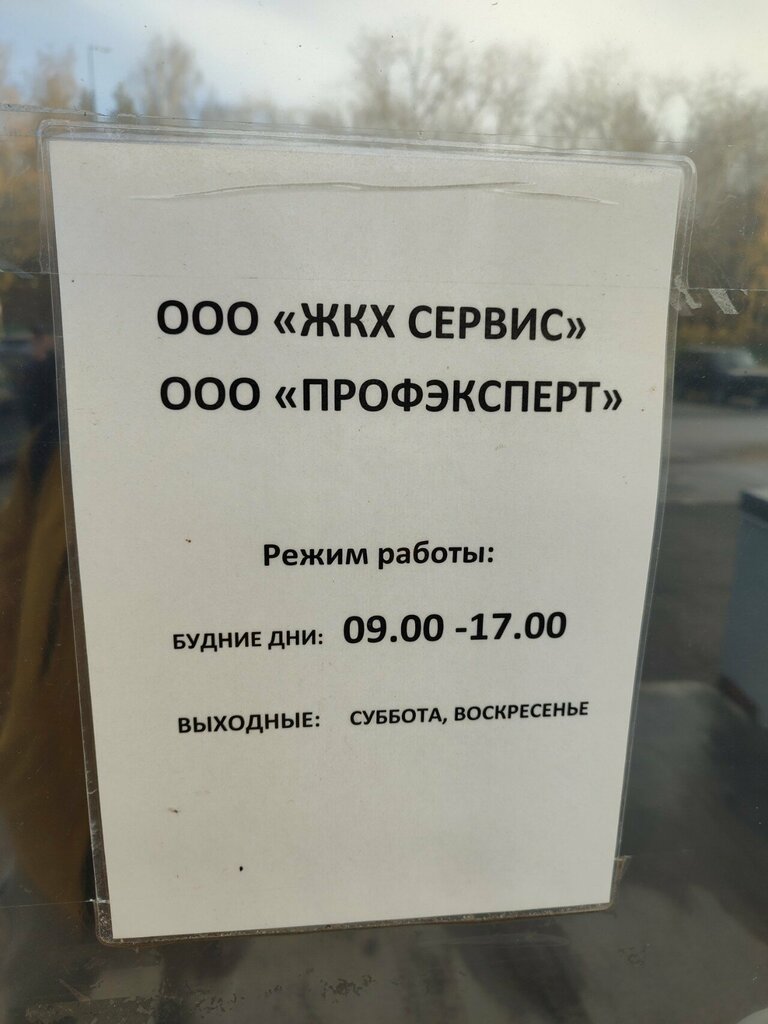 ООО «ЖКХ СЕРВИС»
ООО «ПРОФЭКСПЕРТ»
Режим работы:
БУДНИЕ ДНИ: 09.00 -17.00
ВЫХОДНЫЕ: СУББОТА, ВОСКРЕСЕНЬЕ